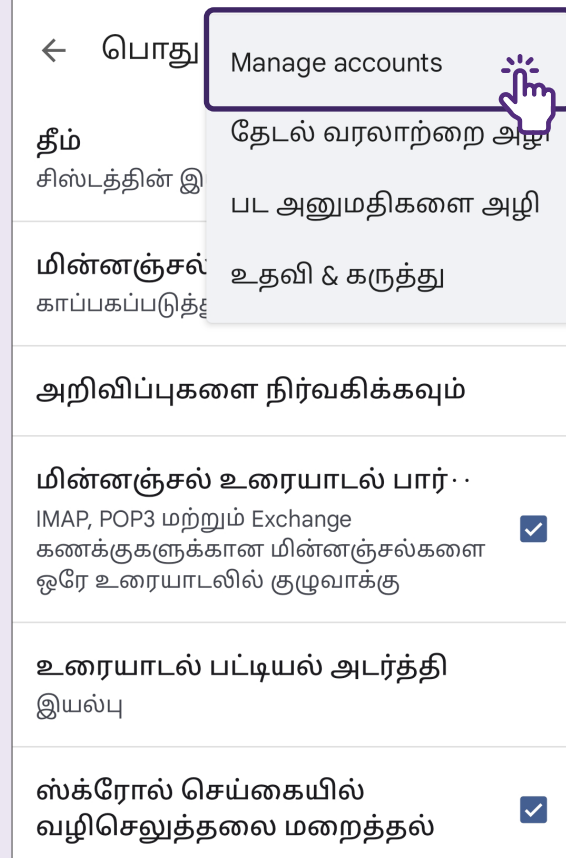 பொது
Manage accounts
தேடல் வரலாற்றை அழி
பட அனுமதிகளை அழி
உதவி & கருத்து
தீம்
சிஸ்டத்தின்
மின்னஞ்சல்
அறிவிப்புகளை நிர்வகிக்கவும்
மின்னஞ்சல் உரையாடல் பார்··
IMAP, POP3 மற்றும் Exchange
கணக்குகளுக்கான மின்னஞ்சல்களை
ஒரே உரையாடலில் குழுவாக்கு
உரையாடல் பட்டியல் அடர்த்தி
இயல்பு
ஸ்க்ரோல் செய்கையில்
வழிசெலுத்தலை மறைத்தல்